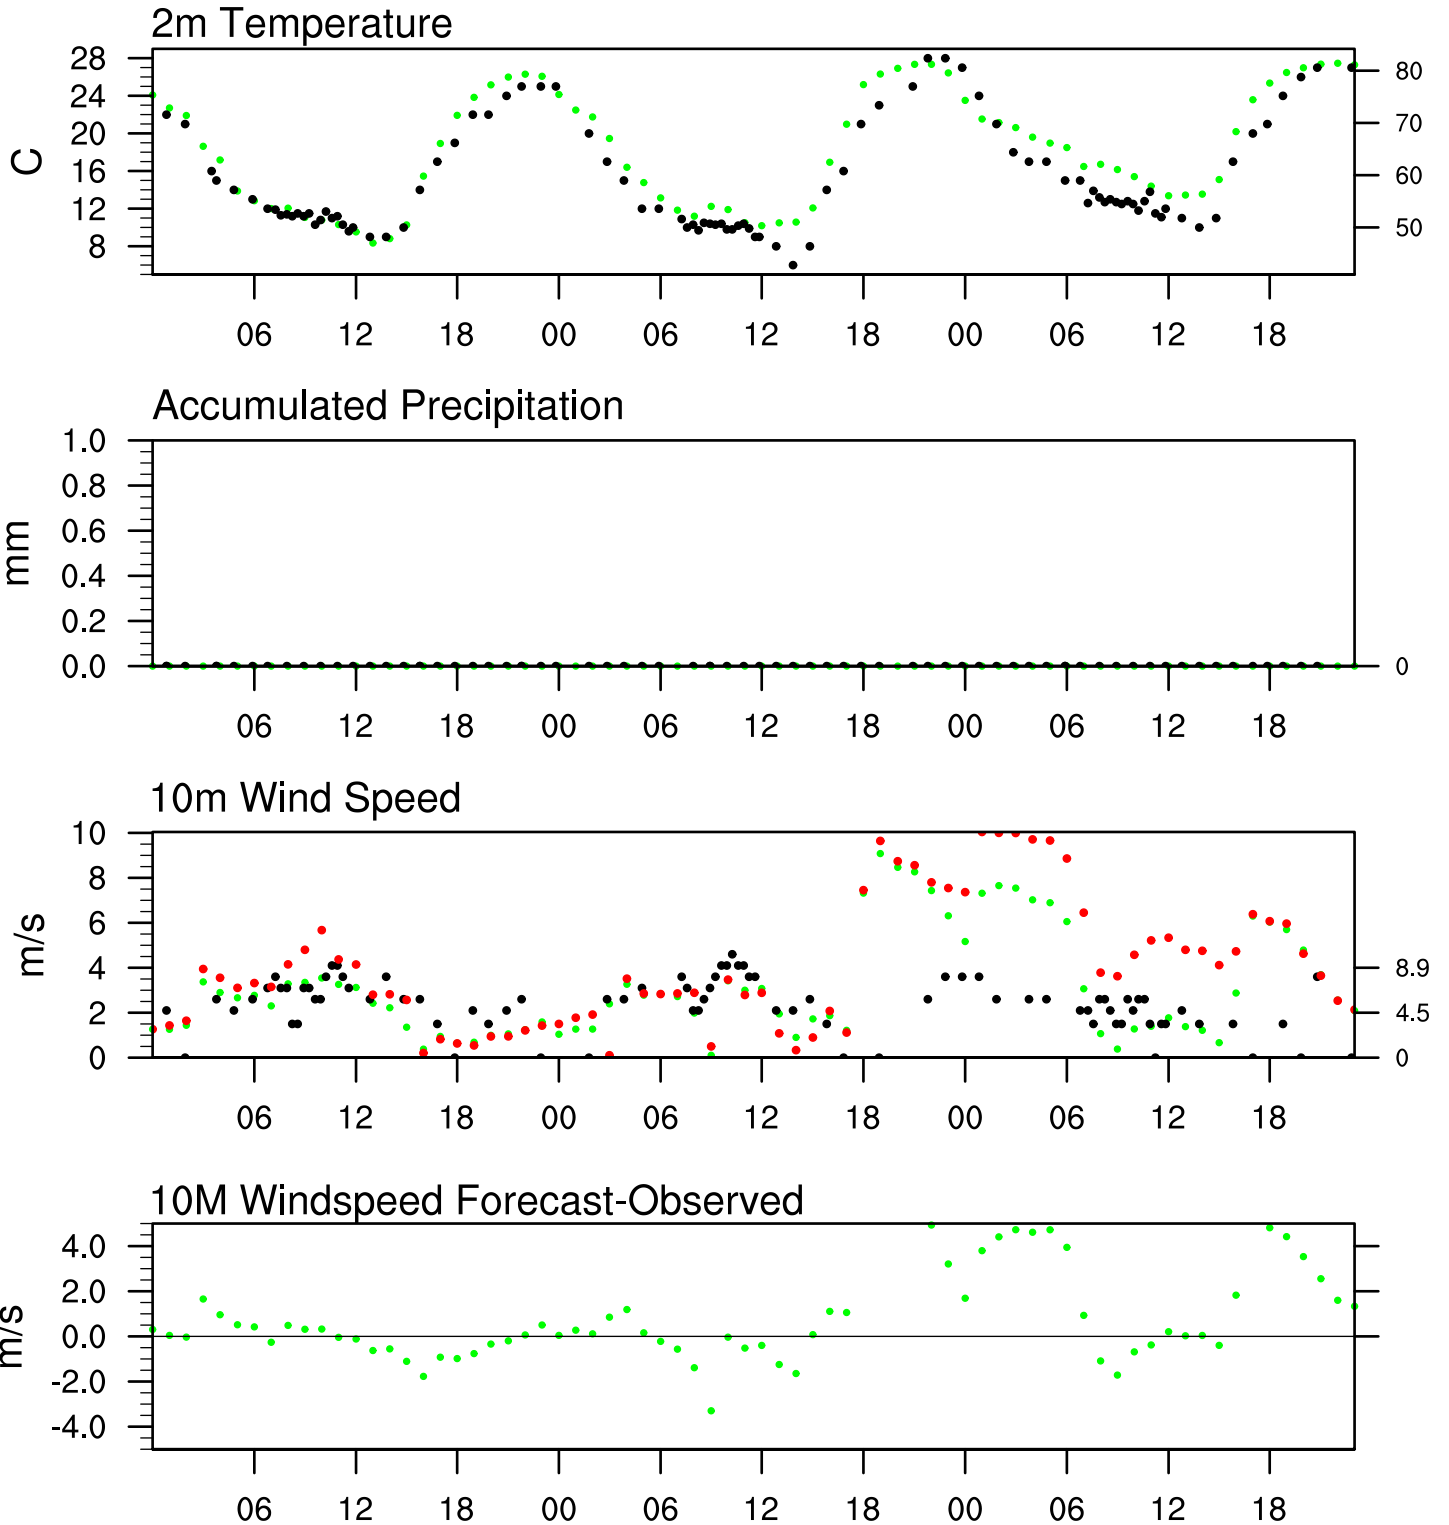 2m Temperature
28
24
20
16
12
8
C
80
70
60
50
06 12 18 00 06 12 18 00 06 12 18
Accumulated Precipitation
1.0
0.8
0.6
0.4
0.2
0.0
mm
0
06 12 18 00 06 12 18 00 06 12 18
10m Wind Speed
10
8
6
4
2
0
m/s
8.9
4.5
0
06 12 18 00 06 12 18 00 06 12 18
10M Windspeed Forecast-Observed
4.0
2.0
0.0
-2.0
-4.0
m/s
06 12 18 00 06 12 18 00 06 12 18